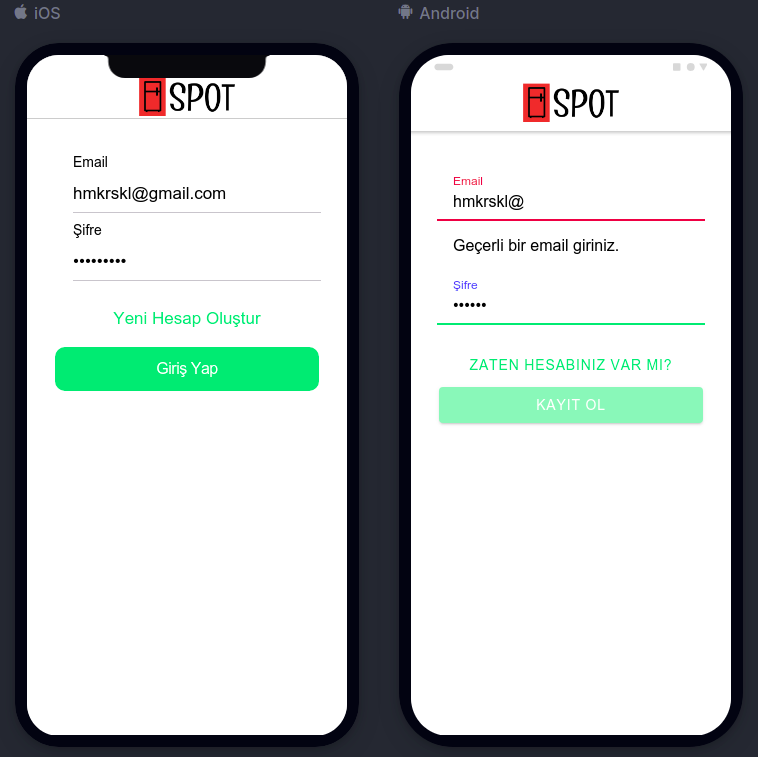 iOS
SPOT
Email
hmkrskl@gmail.com
Şifre
•••••••••
Yeni Hesap Oluştur
Giriş Yap
Android
SPOT
Email
hmkrskl@
Geçerli bir email giriniz.
Şifre
••••••
ZATEN HESABINIZ VAR MI?
KAYIT OL